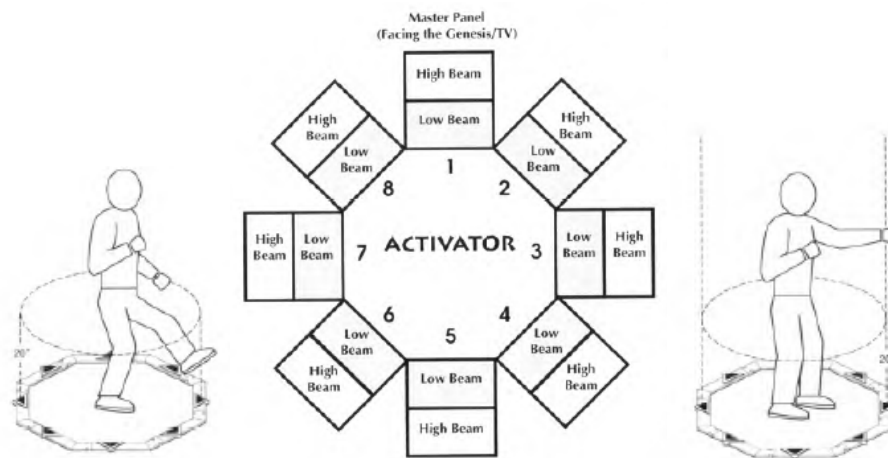 Master Panel
(Facing the Genesis/TV)
High Beam
Low Beam
1
High
Beam
Low
Beam
2
Low
Beam
High
Beam
3
Low
Beam
High
Beam
4
Low
Beam
High
Beam
5
Low Beam
High Beam
6
Low
Beam
High
Beam
7
High
Beam
Low
Beam
8
ACTIVATOR
20"